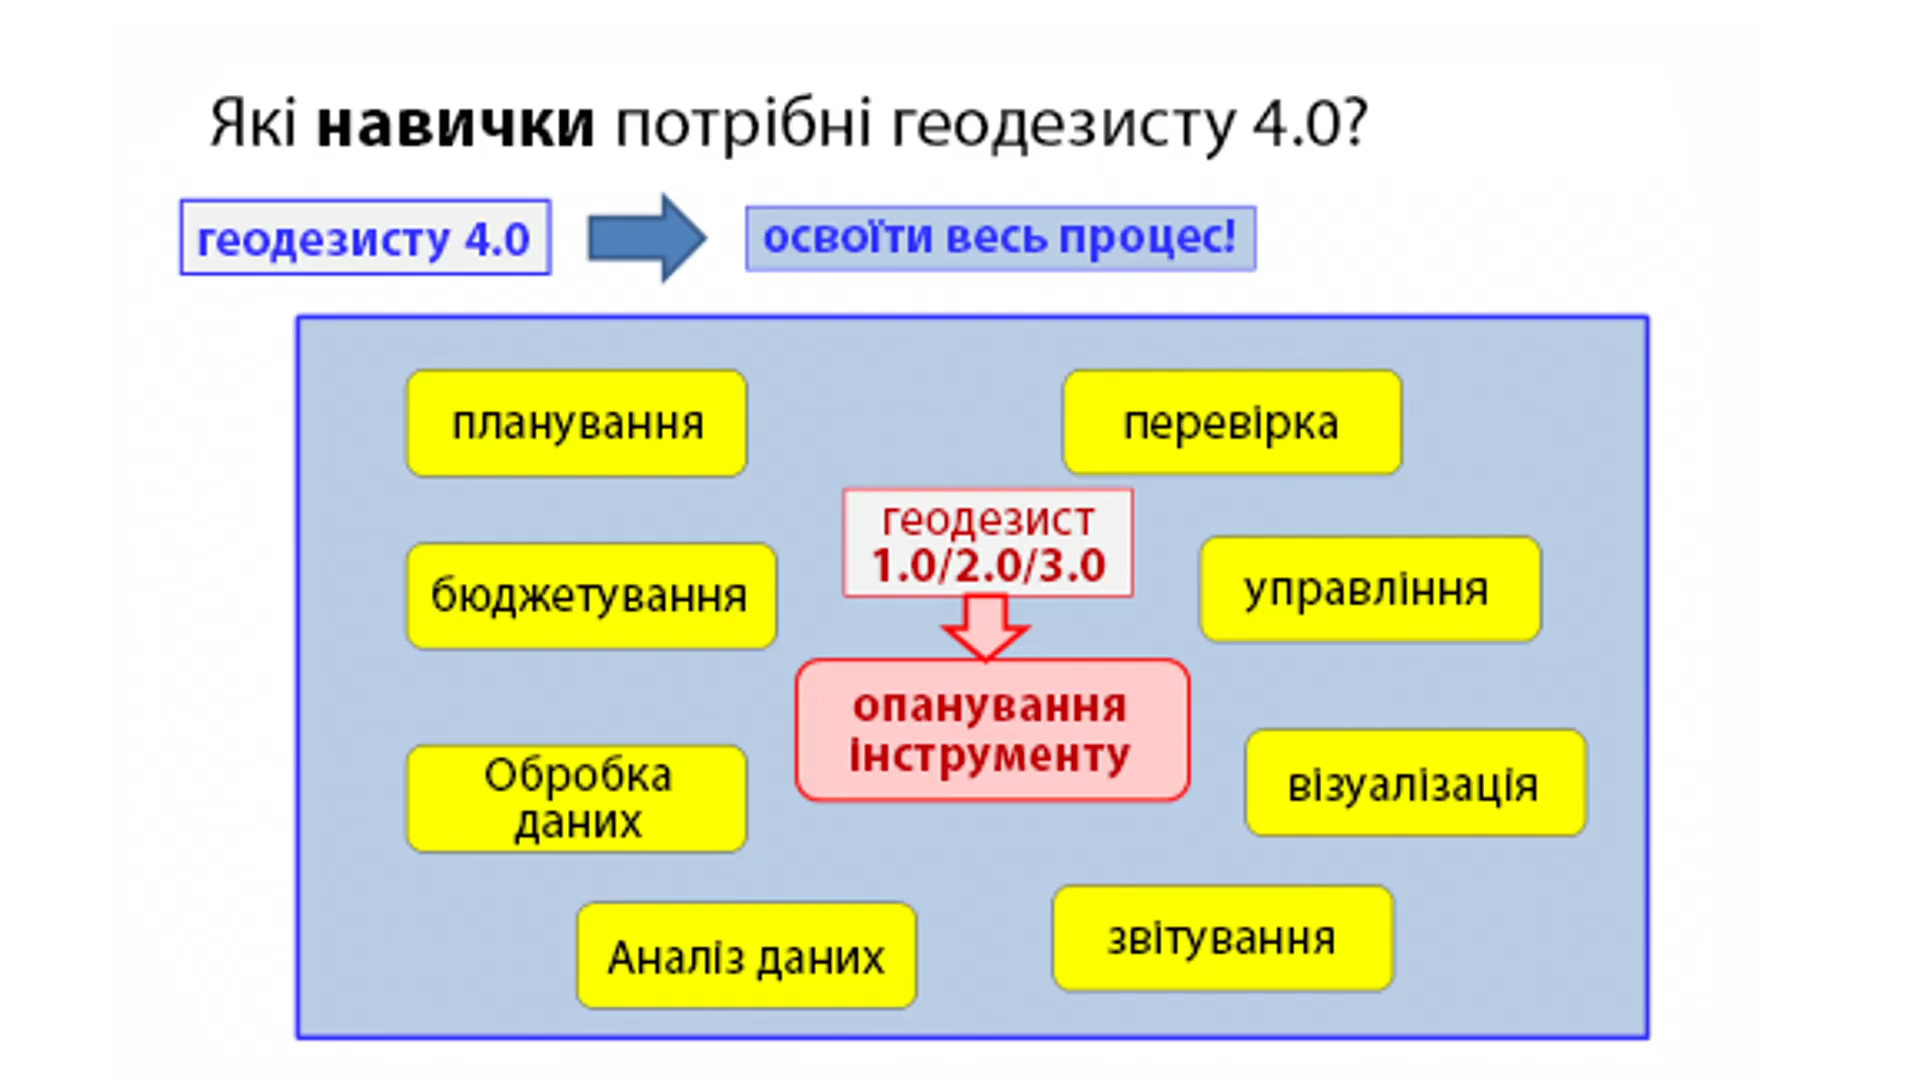 Які навички потрібні геодезисту 4.0?
геодезисту 4.0
освоїти весь процес!
планування
перевірка
геодезист
1.0/2.0/3.0
бюджетування
управління
опанування
інструменту
Обробка
даних
візуалізація
Аналіз даних
звітування